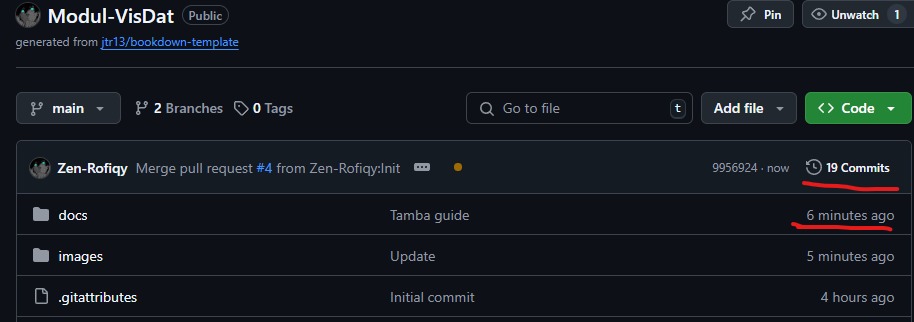 Modul-VisDat Public Pin Unwatch 1
generated from jtr13/bookdown-template
main 2 Branches 0 Tags Go to file t Add file Code
Zen-Rofiqy Merge pull request #4 from Zen-Rofiqy:Init 9956924 · now 19 Commits
docs Tamba guide 6 minutes ago
images Update 5 minutes ago
.gitattributes Initial commit 4 hours ago